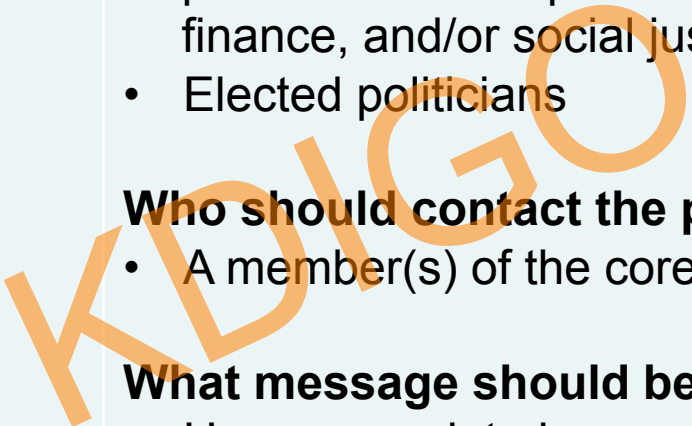 finance, and/or social jus
• Elected politicians
Who should contact the p
• A member(s) of the core
What message should be
KDIGO